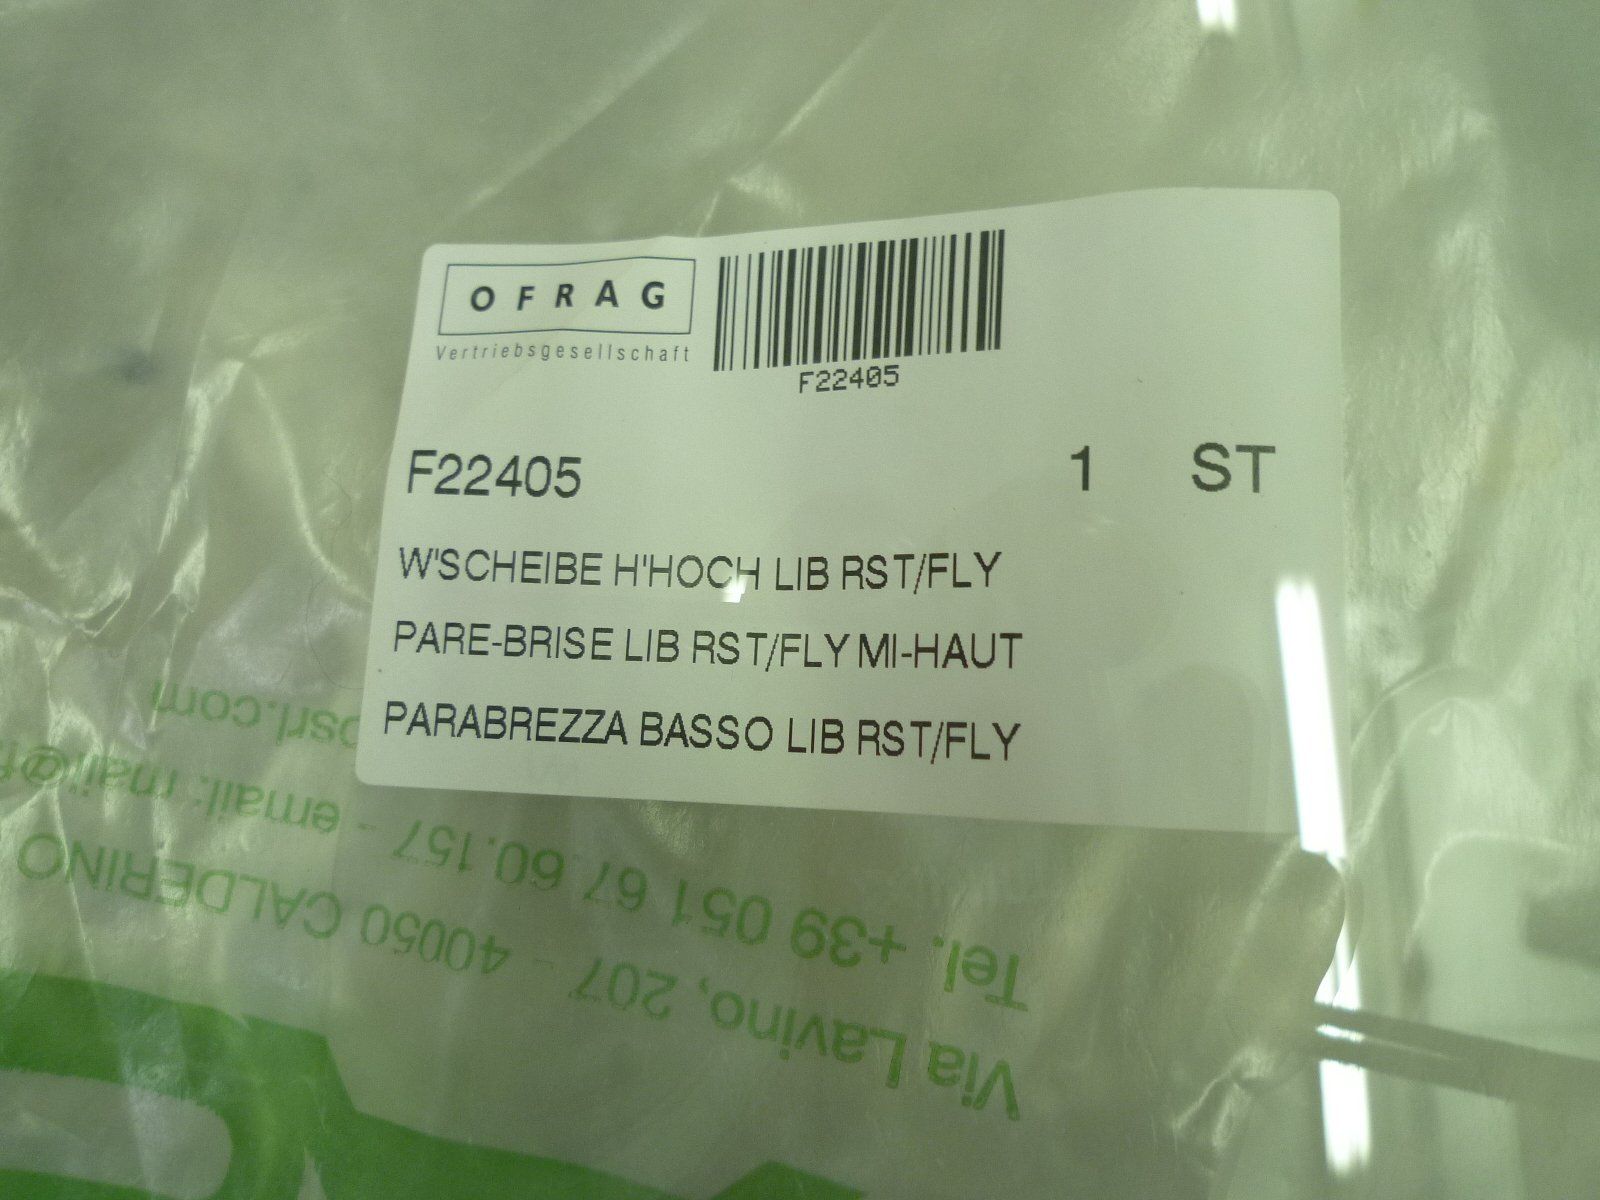 OFRAG
Vertriebsgesellschaft
F22405
F22405 1 ST
W'SCHEIBE H'HOCH LIB RST/FLY
PARE-BRISE LIB RST/FLY MI-HAUT
PARABREZZA BASSO LIB RST/FLY
Via Lavino, 207 - 40050 CALDERINO
Tel. +39 051 67 60.157 - email: